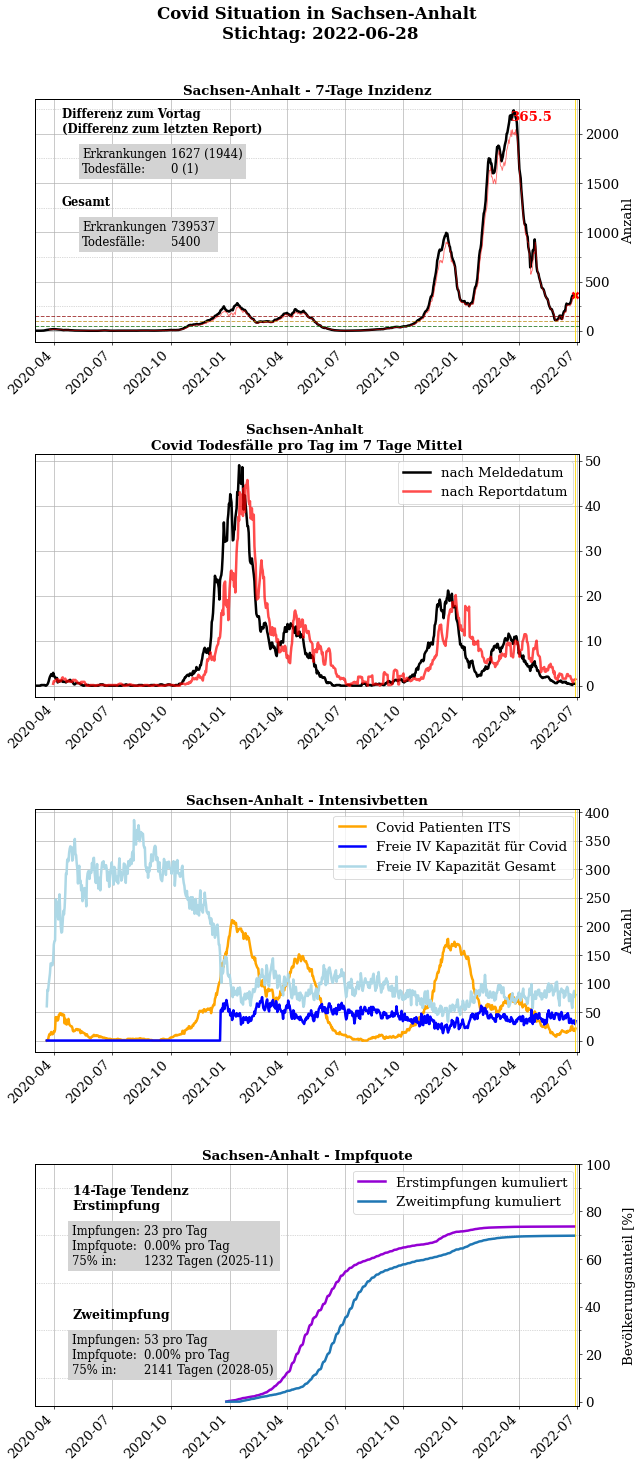 Covid Situation in Sachsen-Anhalt
Stichtag: 2022-06-28
Sachsen-Anhalt - 7-Tage Inzidenz
Differenz zum Vortag
(Differenz zum letzten Report)
Erkrankungen 1627 (1944)
Todesfälle: 0 (1)
Gesamt
Erkrankungen 739537
Todesfälle: 5400
365.5
2000
1500
1000
500
0
Anzahl
2020-04
2020-07
2020-10
2021-01
2021-04
2021-07
2021-10
2022-01
2022-04
2022-07
Sachsen-Anhalt
Covid Todesfälle pro Tag im 7 Tage Mittel
nach Meldedatum
nach Reportdatum
50
40
30
20
10
0
2020-04
2020-07
2020-10
2021-01
2021-04
2021-07
2021-10
2022-01
2022-04
2022-07
Sachsen-Anhalt - Intensivbetten
Covid Patienten ITS
Freie IV Kapazität für Covid
Freie IV Kapazität Gesamt
400
350
300
250
200
150
100
50
0
Anzahl
2020-04
2020-07
2020-10
2021-01
2021-04
2021-07
2021-10
2022-01
2022-04
2022-07
Sachsen-Anhalt - Impfquote
14-Tage Tendenz
Erstimpfung
Impfungen: 23 pro Tag
Impfquote: 0.00% pro Tag
75% in: 1232 Tagen (2025-11)
Zweitimpfung
Impfungen: 53 pro Tag
Impfquote: 0.00% pro Tag
75% in: 2141 Tagen (2028-05)
Erstimpfungen kumuliert
Zweitimpfung kumuliert
100
80
60
40
20
0
Bevölkerungsanteil [%]
2020-04
2020-07
2020-10
2021-01
2021-04
2021-07
2021-10
2022-01
2022-04
2022-07